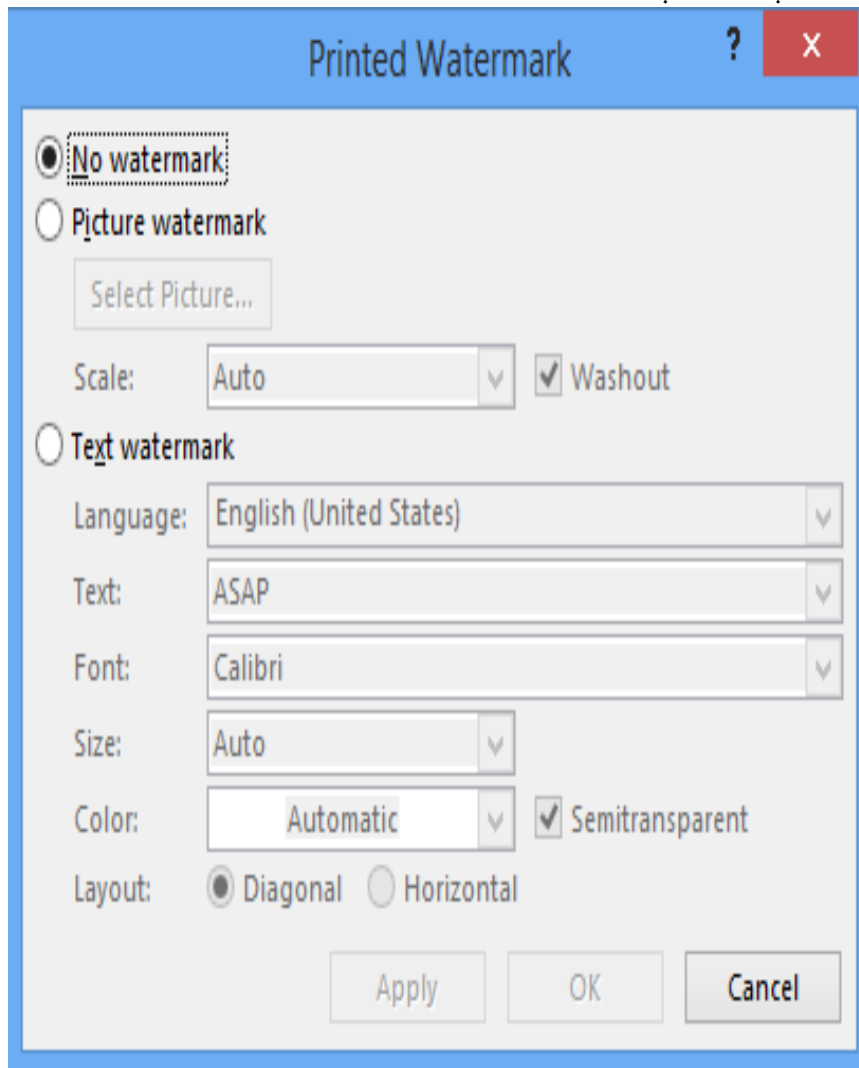 Printed Watermark ? x
No watermark
Picture watermark
Select Picture...
Scale: Auto Washout
Text watermark
Language: English (United States)
Text: ASAP
Font: Calibri
Size: Auto
Color: Automatic Semitransparent
Layout: Diagonal Horizontal
Apply OK Cancel